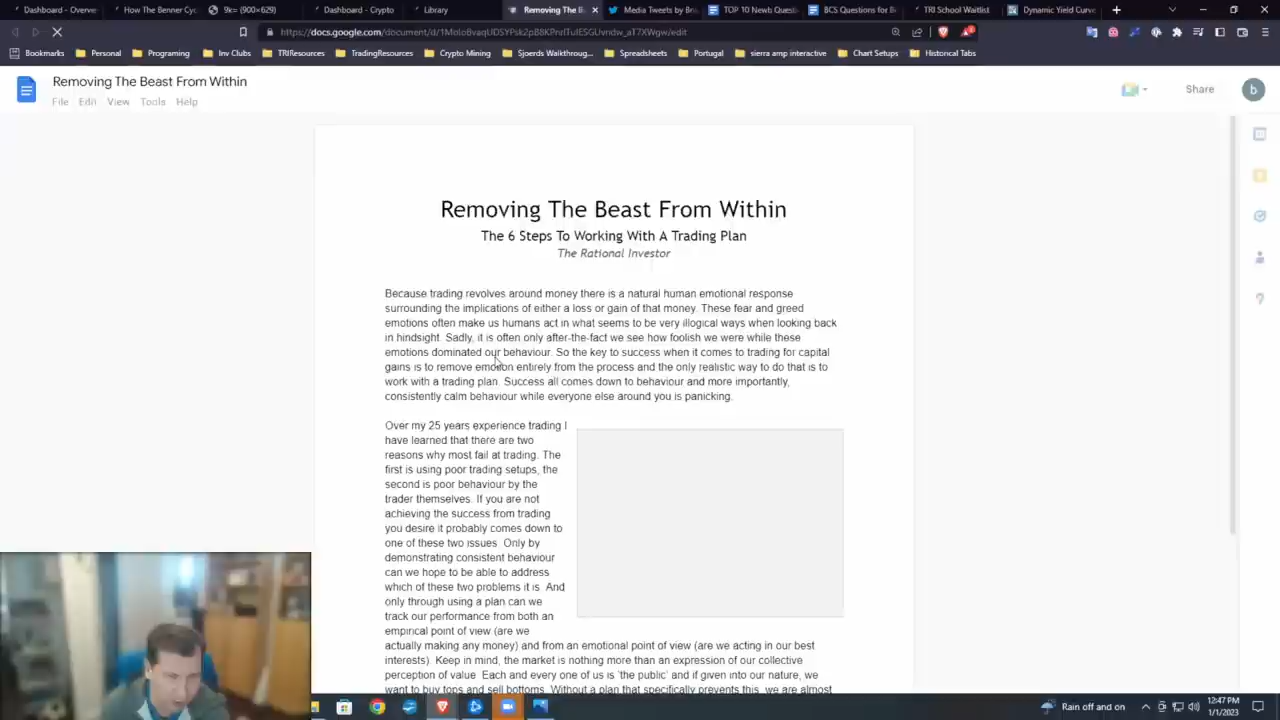 Dashboard - Overv
How The Benner Cyc
9k= (900×629)
Dashboard - Crypto
Library
Removing The B
Media Tweets by Br
TOP 10 Newb Quest
BCS Questions for B
TRI School Waitlist
Dynamic Yield Curve
Bookmarks
Personal
Programing
Inv Clubs
TRIResources
TradingResources
Crypto Mining
Sjoerds Walkthroug...
Spreadsheets
Portugal
sierra amp interactive
Chart Setups
Historical Tabs
Removing The Beast From Within
File Edit View Tools Help
Share
b
Removing The Beast From Within
The 6 Steps To Working With A Trading Plan
The Rational Investor
Because trading revolves around money there is a natural human emotional response
surrounding the implications of either a loss or gain of that money. These fear and greed
emotions often make us humans act in what seems to be very illogical ways when looking back
in hindsight. Sadly, it is often only after-the-fact we see how foolish we were while these
emotions dominated our behaviour. So the key to success when it comes to trading for capital
gains is to remove emotion entirely from the process and the only realistic way to do that is to
work with a trading plan. Success all comes down to behaviour and more importantly,
consistently calm behaviour while everyone else around you is panicking.
Over my 25 years experience trading I
have learned that there are two
reasons why most fail at trading. The
first is using poor trading setups, the
second is poor behaviour by the
trader themselves. If you are not
achieving the success from trading
you desire it probably comes down to
one of these two issues. Only by
demonstrating consistent behaviour
can we hope to be able to address
which of these two problems it is. And
only through using a plan can we
track our performance from both an
empirical point of view (are we
actually making any money) and from an emotional point of view (are we acting in our best
interests). Keep in mind, the market is nothing more than an expression of our collective
perception of value. Each and every one of us is 'the public' and if given into our nature, we
want to buy tops and sell bottoms. Without a plan that specifically prevents this, we are almost
Rain off and on
12:47 PM
1/1/2023